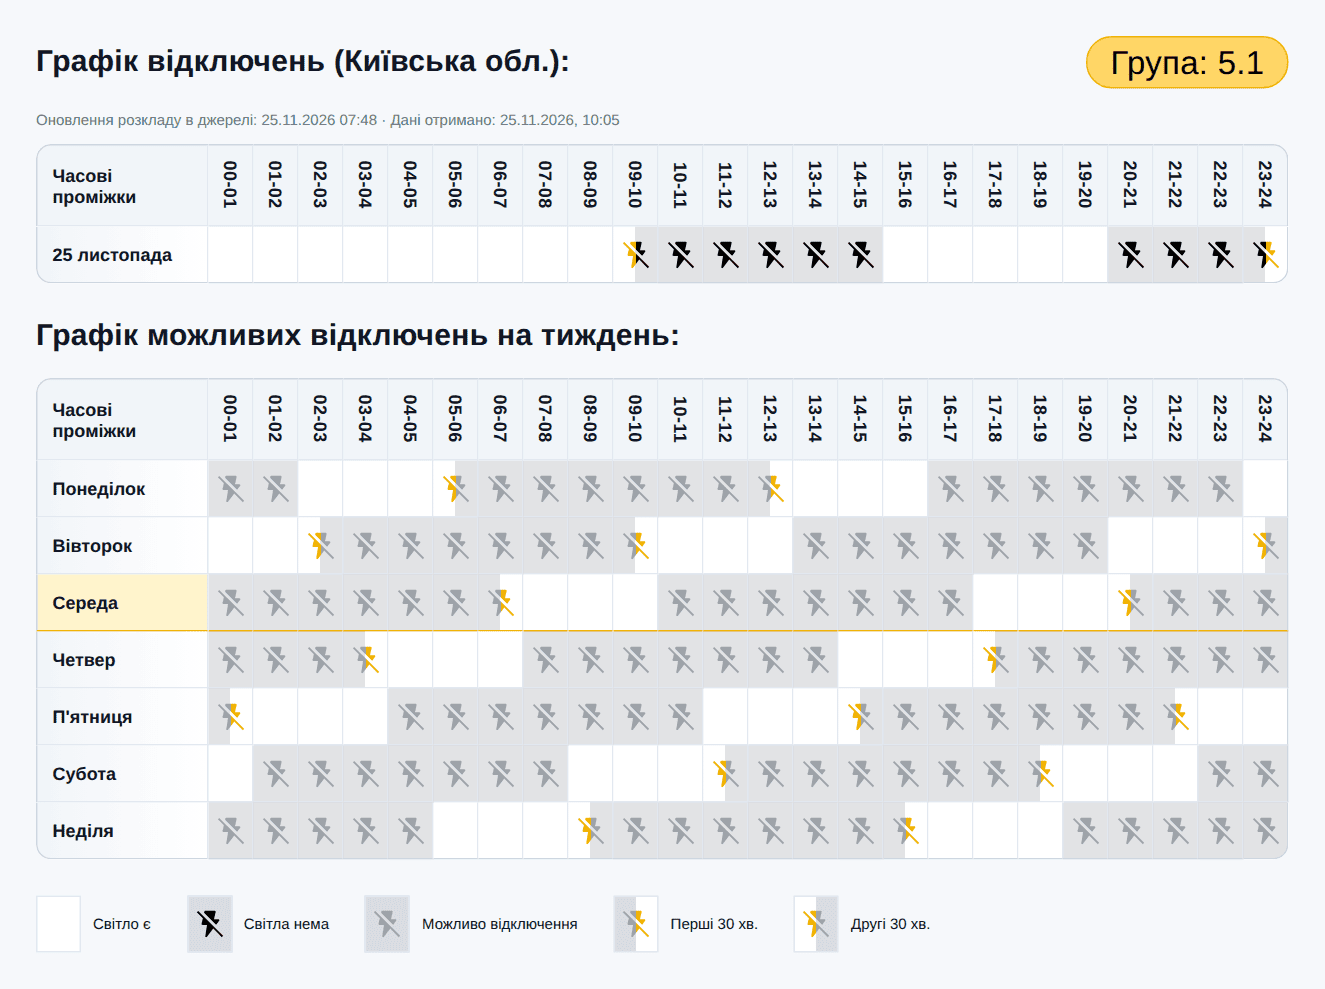 Графік відключень (Київська обл.):
Група: 5.1
Оновлення розкладу в джерелі: 25.11.2026 07:48 · Дані отримано: 25.11.2026, 10:05
Часові проміжки 00-01 01-02 02-03 03-04 04-05 05-06 06-07 07-08 08-09 09-10 10-11 11-12 12-13 13-14 14-15 15-16 16-17 17-18 18-19 19-20 20-21 21-22 22-23 23-24
25 листопада
Графік можливих відключень на тиждень:
Часові проміжки 00-01 01-02 02-03 03-04 04-05 05-06 06-07 07-08 08-09 09-10 10-11 11-12 12-13 13-14 14-15 15-16 16-17 17-18 18-19 19-20 20-21 21-22 22-23 23-24
Понеділок
Вівторок
Середа
Четвер
П'ятниця
Субота
Неділя
Світло є Світла нема Можливо відключення Перші 30 хв. Другі 30 хв.